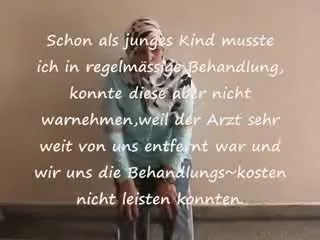 Schon als junges Kind musste
ich in regelmässige Behandlung,
konnte diese aber nicht
warnehmen,weil der Arzt sehr
weit von uns entfernt war und
wir uns die Behandlungs~kosten
nicht leisten konnten.